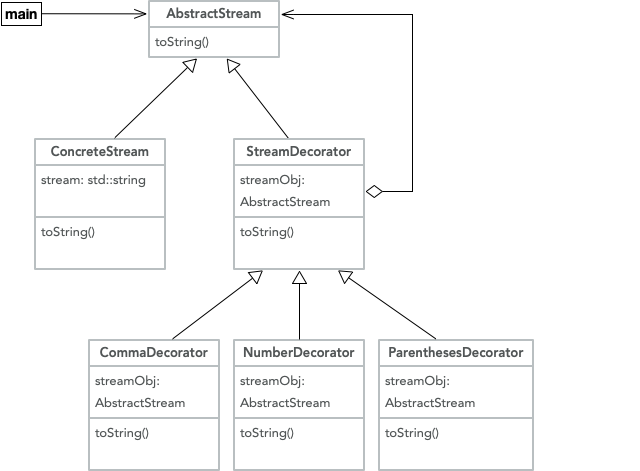 main
AbstractStream
toString()
ConcreteStream
stream: std::string
toString()
StreamDecorator
streamObj:
AbstractStream
toString()
CommaDecorator
streamObj:
AbstractStream
toString()
NumberDecorator
streamObj:
AbstractStream
toString()
ParenthesesDecorator
streamObj:
AbstractStream
toString()